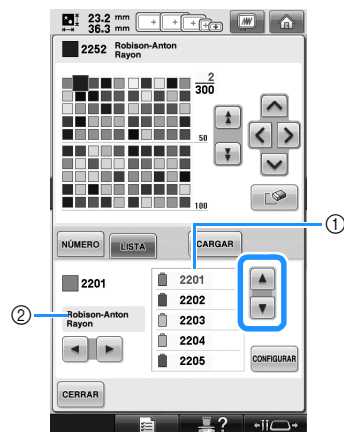 23.2 mm
36.3 mm
2252 Robison-Anton
Rayon
2
300
50
100
NÚMERO LISTA CARGAR
①
2201
2201
2202
② Robison-Anton
Rayon
2203
2204
2205
CONFIGURAR
CERRAR
?